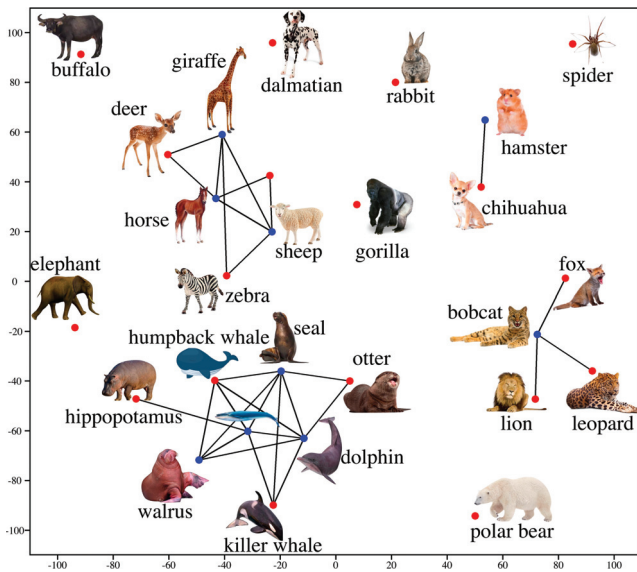 100
80
60
40
20
0
-20
-40
-60
-80
-100
-100
-80
-60
-40
-20
0
20
40
60
80
100
buffalo
giraffe
dalmatian
rabbit
spider
deer
hamster
horse
sheep
gorilla
chihuahua
elephant
zebra
fox
humpback whale
seal
bobcat
otter
hippopotamus
lion
leopard
dolphin
walrus
killer whale
polar bear